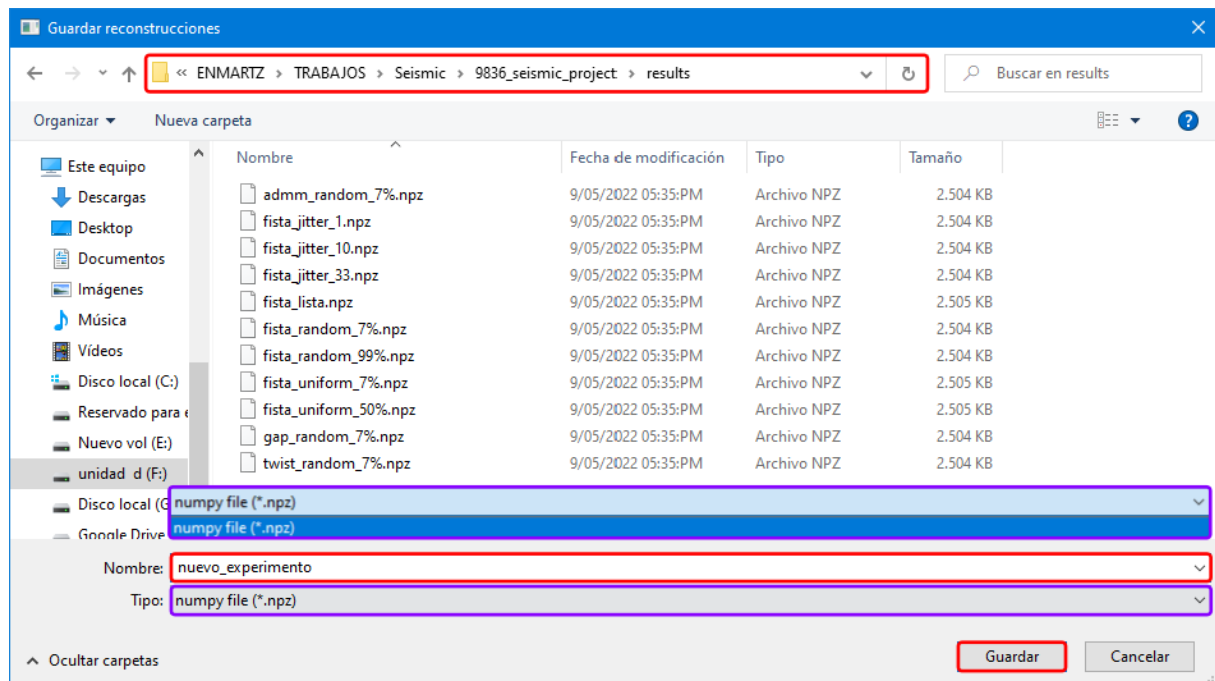 Guardar reconstrucciones
« ENMARTZ > TRABAJOS > Seismic > 9836_seismic_project > results
Buscar en results
Organizar
Nueva carpeta
Este equipo
Descargas
Desktop
Documentos
Imágenes
Música
Vídeos
Disco local (C:)
Reservado para e
Nuevo vol (E:)
unidad d (F:)
Disco local (G
Google Drive
Nombre Fecha de modificación Tipo Tamaño
admm_random_7%.npz 9/05/2022 05:35:PM Archivo NPZ 2.504 KB
fista_jitter_1.npz 9/05/2022 05:35:PM Archivo NPZ 2.504 KB
fista_jitter_10.npz 9/05/2022 05:35:PM Archivo NPZ 2.504 KB
fista_jitter_33.npz 9/05/2022 05:35:PM Archivo NPZ 2.504 KB
fista_lista.npz 9/05/2022 05:35:PM Archivo NPZ 2.505 KB
fista_random_7%.npz 9/05/2022 05:35:PM Archivo NPZ 2.504 KB
fista_random_99%.npz 9/05/2022 05:35:PM Archivo NPZ 2.504 KB
fista_uniform_7%.npz 9/05/2022 05:35:PM Archivo NPZ 2.505 KB
fista_uniform_50%.npz 9/05/2022 05:35:PM Archivo NPZ 2.505 KB
gap_random_7%.npz 9/05/2022 05:35:PM Archivo NPZ 2.504 KB
twist_random_7%.npz 9/05/2022 05:35:PM Archivo NPZ 2.504 KB
numpy file (*.npz)
numpy file (*.npz)
Nombre: nuevo_experimento
Tipo: numpy file (*.npz)
Ocultar carpetas
Guardar
Cancelar